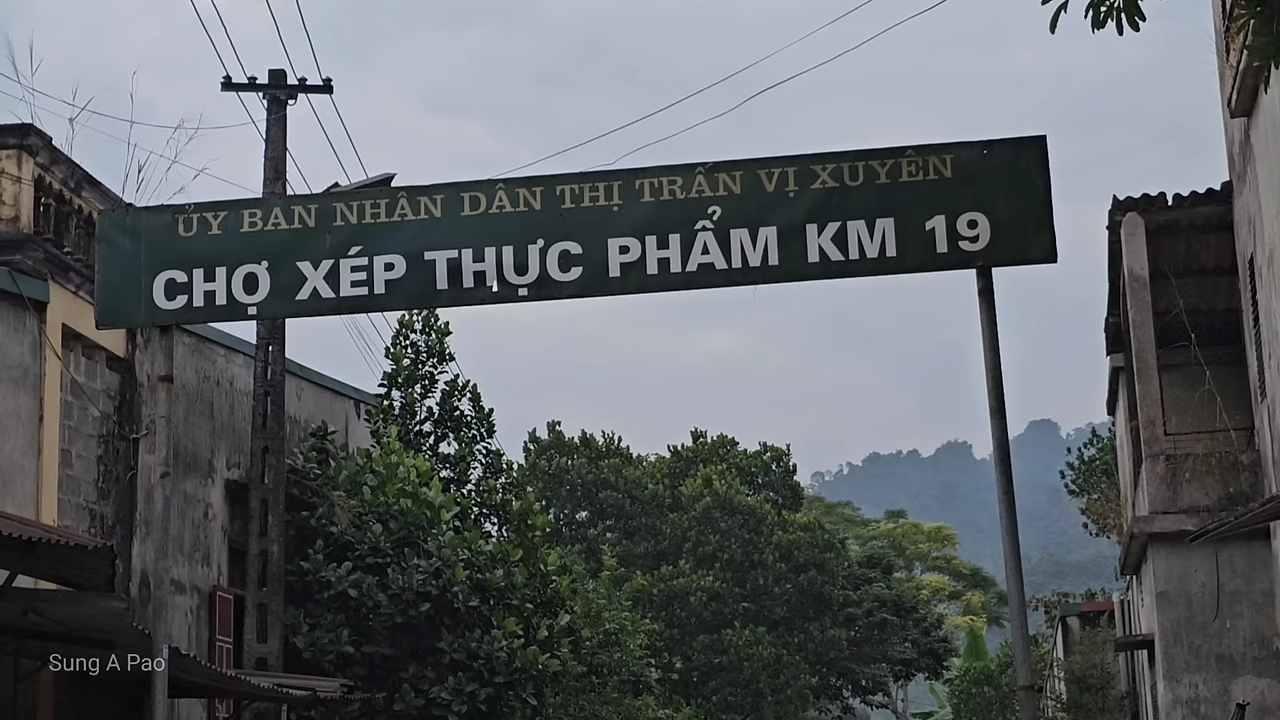 ỦY BAN NHÂN DÂN THỊ TRẤN VỊ XUYÊN
CHỢ XÉP THỰC PHẨM KM 19
Sung A Pao